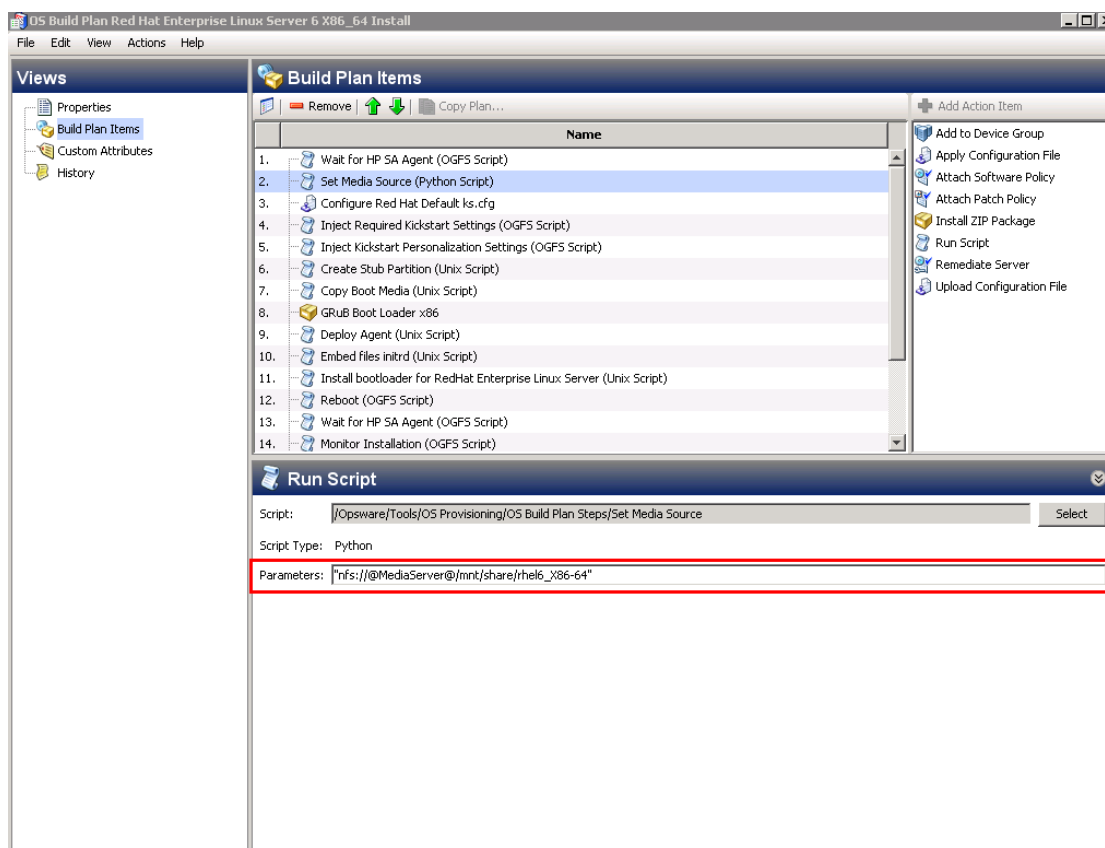 OS Build Plan Red Hat Enterprise Linux Server 6 X86_64 Install
File Edit View Actions Help
Views
Properties
Build Plan Items
Custom Attributes
History
Build Plan Items
Remove Copy Plan...
Name
1. Wait for HP SA Agent (OGFS Script)
2. Set Media Source (Python Script)
3. Configure Red Hat Default ks.cfg
4. Inject Required Kickstart Settings (OGFS Script)
5. Inject Kickstart Personalization Settings (OGFS Script)
6. Create Stub Partition (Unix Script)
7. Copy Boot Media (Unix Script)
8. GRuB Boot Loader x86
9. Deploy Agent (Unix Script)
10. Embed files initrd (Unix Script)
11. Install bootloader for RedHat Enterprise Linux Server (Unix Script)
12. Reboot (OGFS Script)
13. Wait for HP SA Agent (OGFS Script)
14. Monitor Installation (OGFS Script)
Add Action Item
Add to Device Group
Apply Configuration File
Attach Software Policy
Attach Patch Policy
Install ZIP Package
Run Script
Remediate Server
Upload Configuration File
Run Script
Script: /Opsware/Tools/OS Provisioning/OS Build Plan Steps/Set Media Source Select
Script Type: Python
Parameters: "nfs://@MediaServer@/mnt/share/rhel6_X86-64"